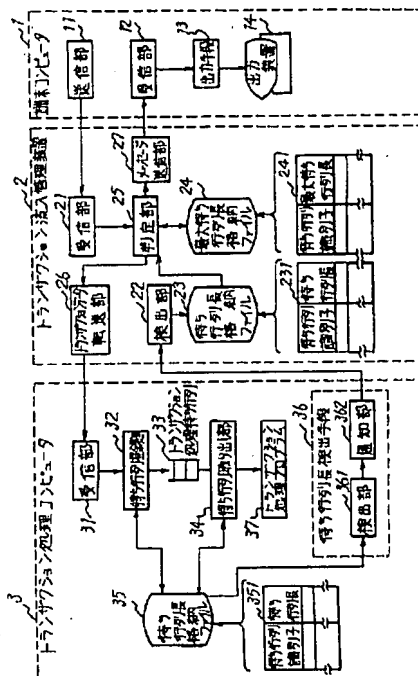 1
端末コンピュータ
11
送信部
12
受信部
13
出力手段
14
出力装置
2
トランザクション流入管理装置
21
受信部
25
判定部
27
メッセージ送信部
24
最大待ち
行列長
格納
ファイル
241
待ち行列
識別子
最大待ち
行列長
26
トランザクションデータ
転送部
22
検出部
23
待ち
行列長
格納
ファイル
231
待ち行列
識別子
待ち
行列長
3
トランザクション処理コンピュータ
31
受信部
32
待ち行列登録部
33
トランザクション
処理待ち行列
34
待ち行列取り出し部
37
トランザクション
処理プログラム
35
待ち
行列長
格納
ファイル
351
待ち行列
識別子
待ち
行列長
36
待ち行列長検出手段
361
検出部
362
通知部